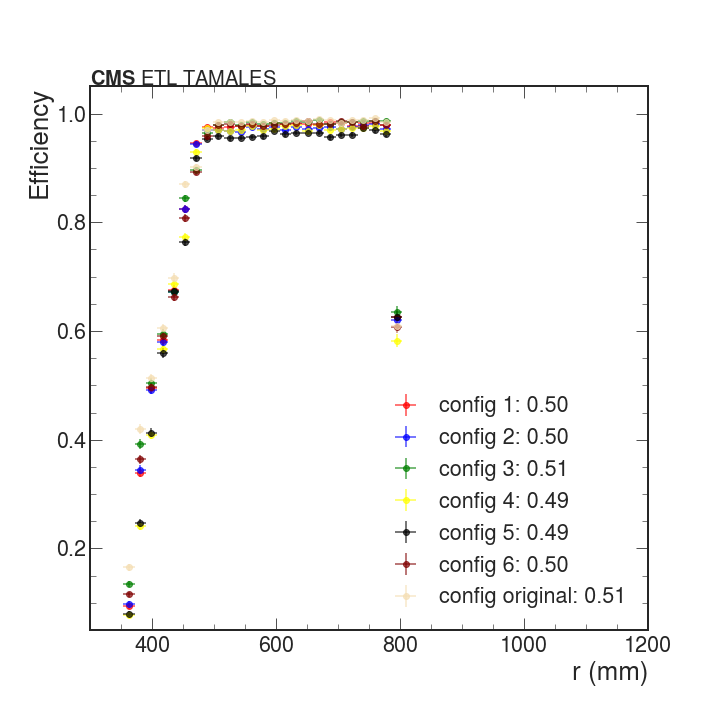 CMS ETL TAMALES
Efficiency
1.0
0.8
0.6
0.4
0.2
config 1: 0.50
config 2: 0.50
config 3: 0.51
config 4: 0.49
config 5: 0.49
config 6: 0.50
config original: 0.51
400 600 800 1000 1200
r (mm)